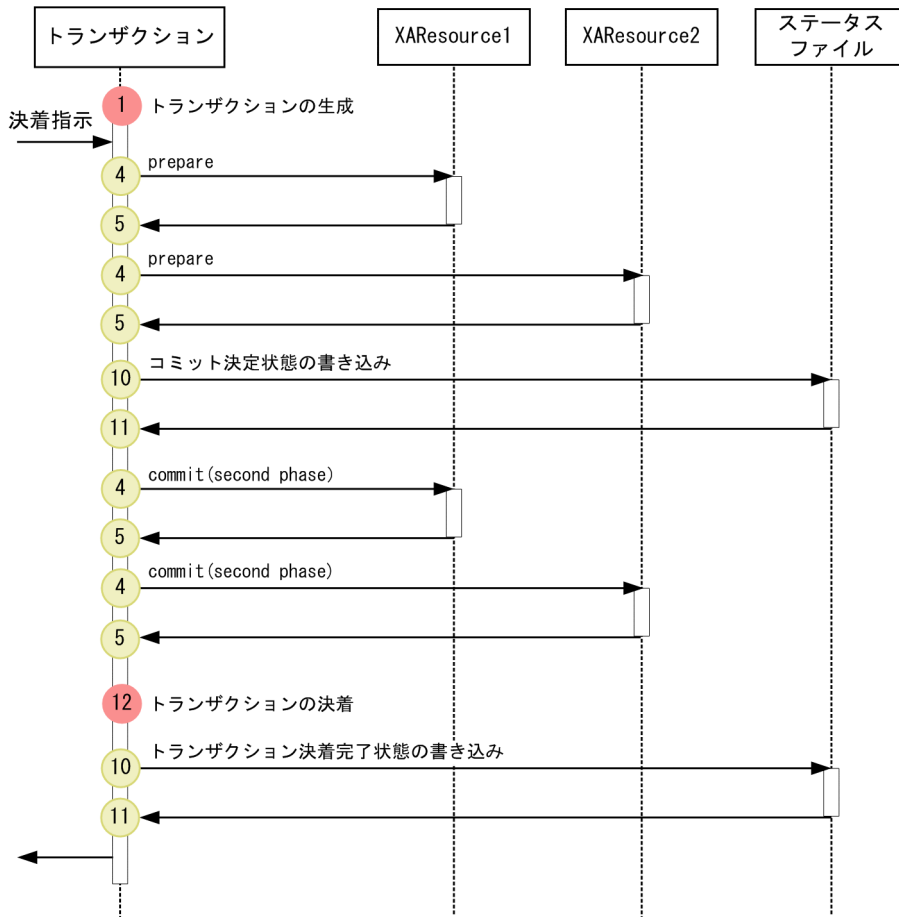 トランザクション
XAResource1
XAResource2
ステータス
ファイル
1 トランザクションの生成
決着指示
4 prepare
5
4 prepare
5
10 コミット決定状態の書き込み
11
4 commit(second phase)
5
4 commit(second phase)
5
12 トランザクションの決着
10 トランザクション決着完了状態の書き込み
11